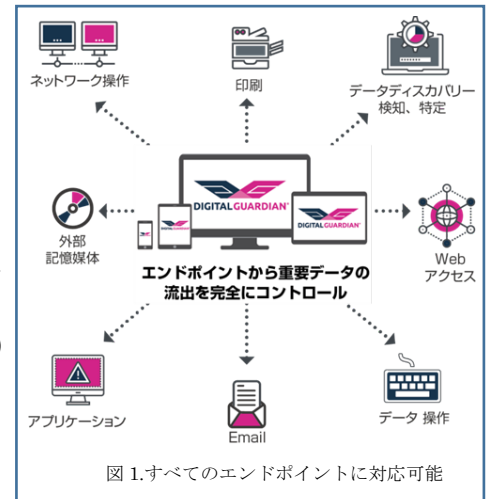 ネットワーク操作
印刷
データディスカバリー
検知、特定
DIGITALGUARDIAN
DIGITALGUARDIAN
DIGITALGUARDIAN
外部
記憶媒体
Web
アクセス
エンドポイントから重要データの
流出を完全にコントロール
アプリケーション
Email
データ 操作
図 1.すべてのエンドポイントに対応可能